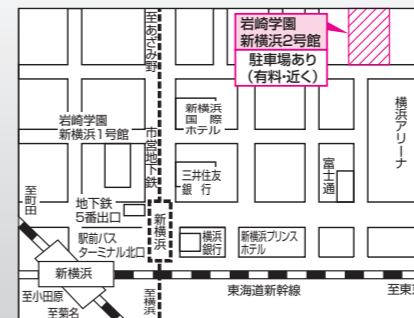 至あざみ野
岩崎学園
新横浜2号館
駐車場あり
(有料・近く)
横浜アリーナ
岩崎学園
新横浜1号館
市営地下鉄
新横浜
国際
ホテル
三井住友
銀行
富士通
至町田
地下鉄
5番出口
新横浜
駅前バス
ターミナル北口
横浜
銀行
新横浜プリンス
ホテル
新横浜
至小田原
至菊名
至横浜
東海道新幹線
至東